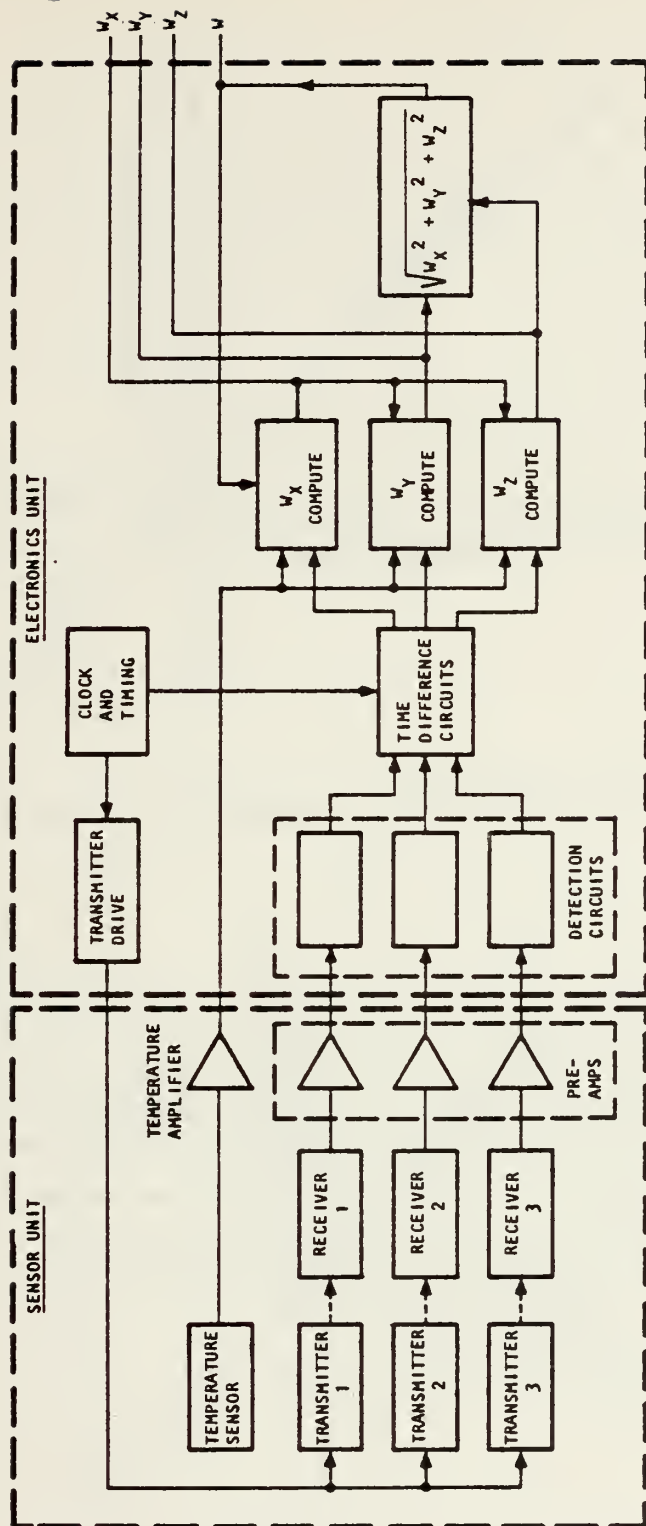 SENSOR UNIT
ELECTRONICS UNIT
TRANSMITTER
DRIVE
CLOCK
AND
TIMING
TEMPERATURE
SENSOR
TEMPERATURE
AMPLIFIER
TRANSMITTER
1
RECEIVER
1
TRANSMITTER
2
RECEIVER
2
TRANSMITTER
3
RECEIVER
3
PRE-
AMPS
DETECTION
CIRCUITS
TIME
DIFFERENCE
CIRCUITS
W_X
COMPUTE
W_Y
COMPUTE
W_Z
COMPUTE
√W_X² + W_Y² + W_Z²
W_X
W_Y
W_Z
W